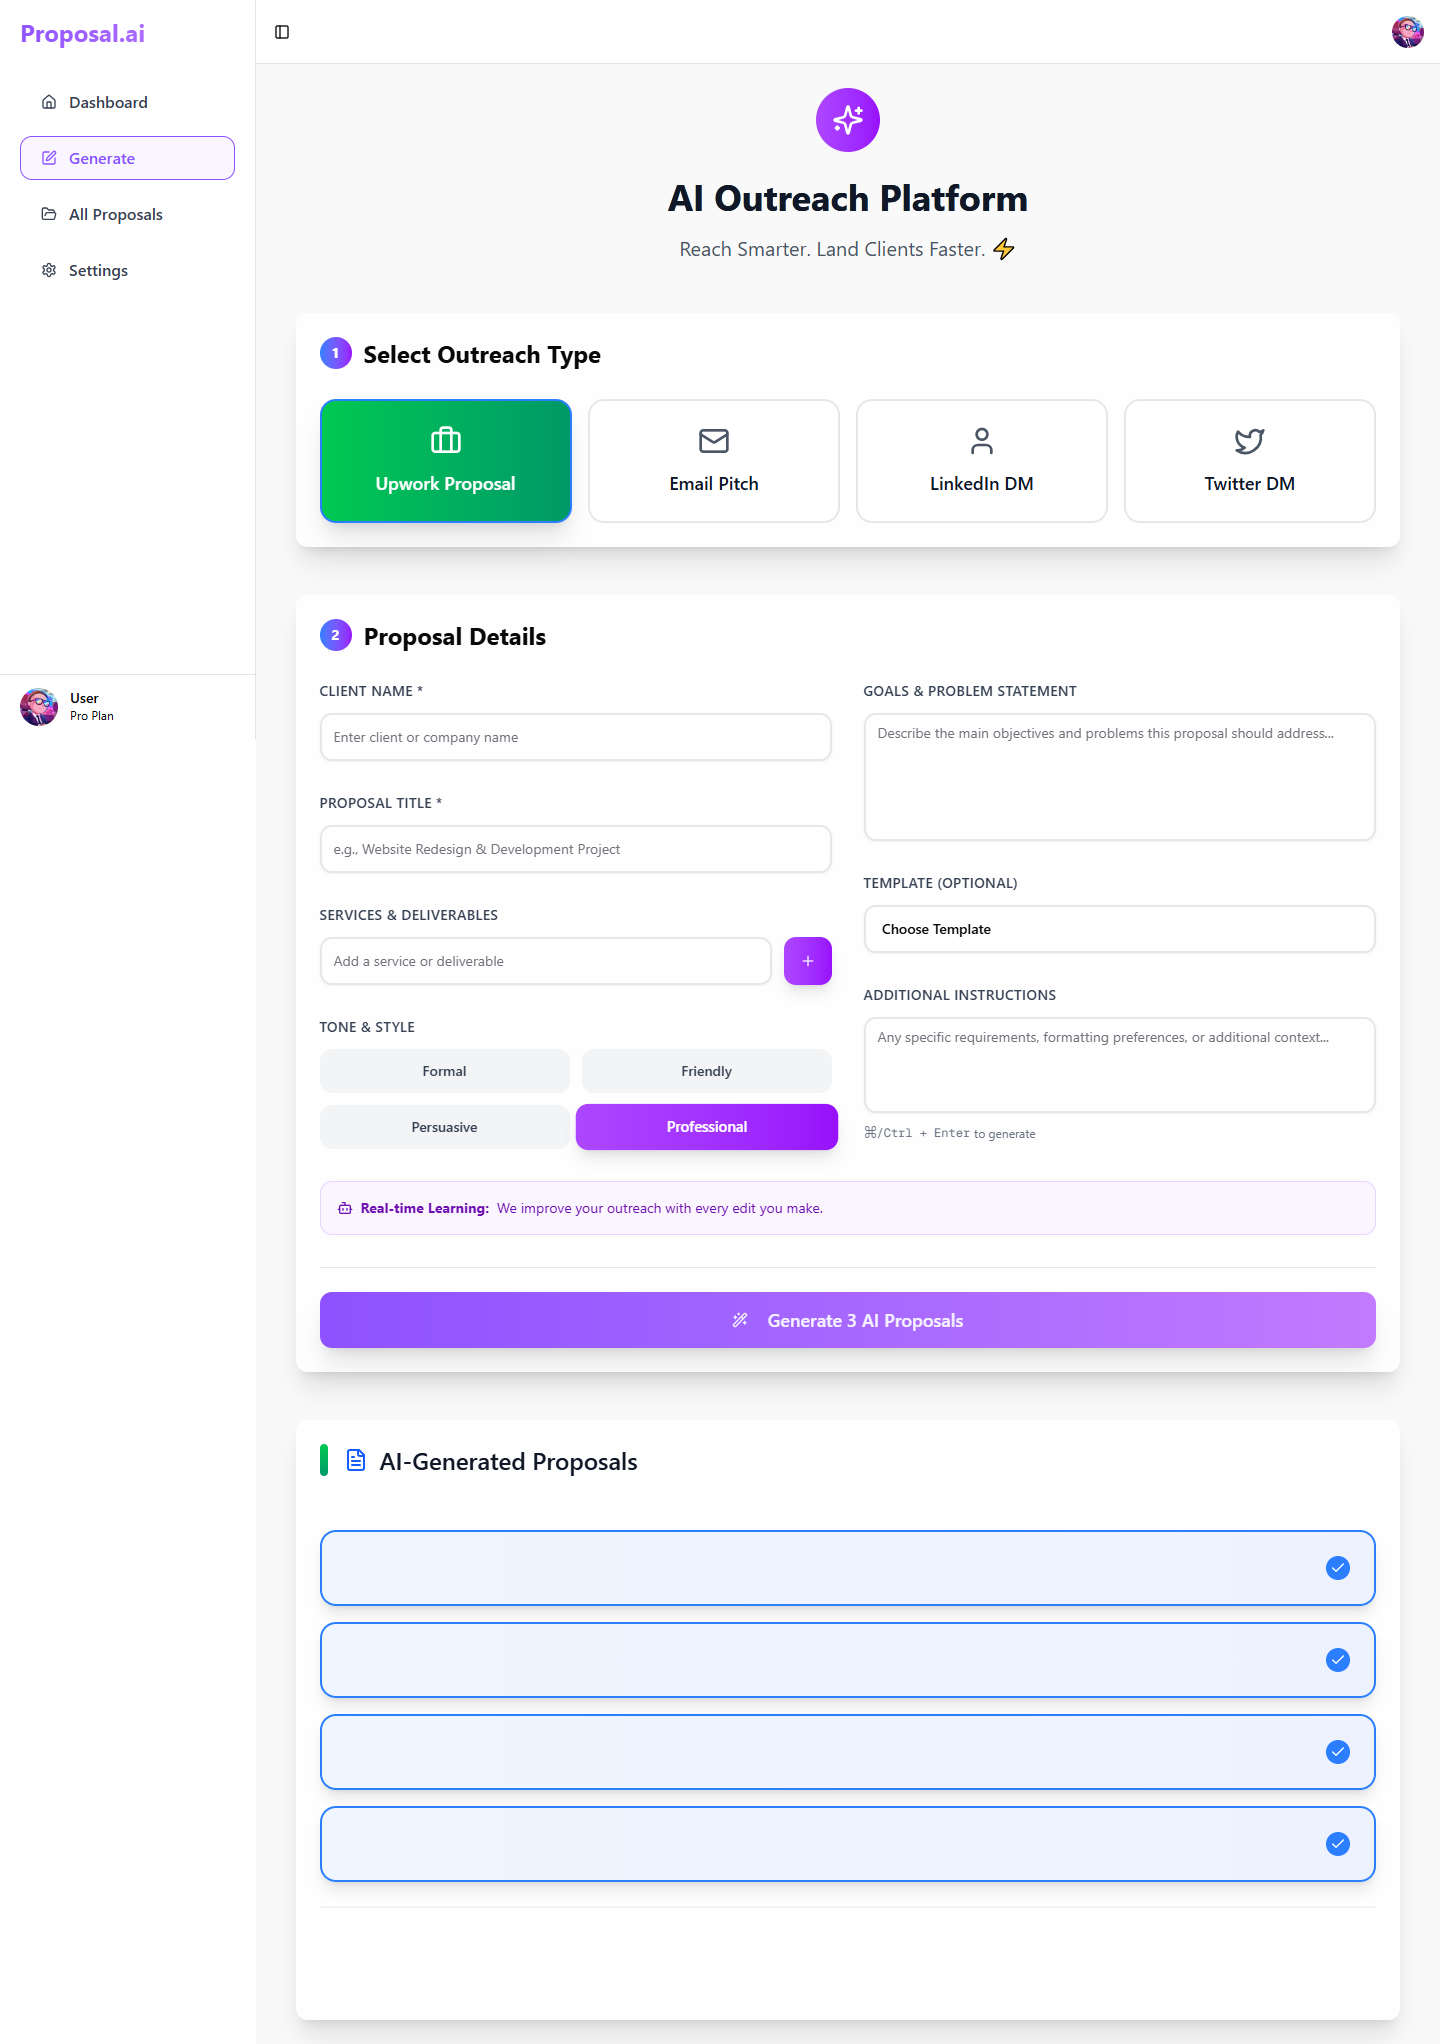 Proposal.ai
Dashboard
Generate
All Proposals
Settings
User
Pro Plan
AI Outreach Platform
Reach Smarter. Land Clients Faster. ⚡
1 Select Outreach Type
Upwork Proposal
Email Pitch
LinkedIn DM
Twitter DM
2 Proposal Details
CLIENT NAME *
Enter client or company name
PROPOSAL TITLE *
e.g., Website Redesign & Development Project
SERVICES & DELIVERABLES
Add a service or deliverable
+
TONE & STYLE
Formal
Friendly
Persuasive
Professional
GOALS & PROBLEM STATEMENT
Describe the main objectives and problems this proposal should address...
TEMPLATE (OPTIONAL)
Choose Template
ADDITIONAL INSTRUCTIONS
Any specific requirements, formatting preferences, or additional context...
⌘/Ctrl + Enter to generate
Real-time Learning: We improve your outreach with every edit you make.
Generate 3 AI Proposals
AI-Generated Proposals